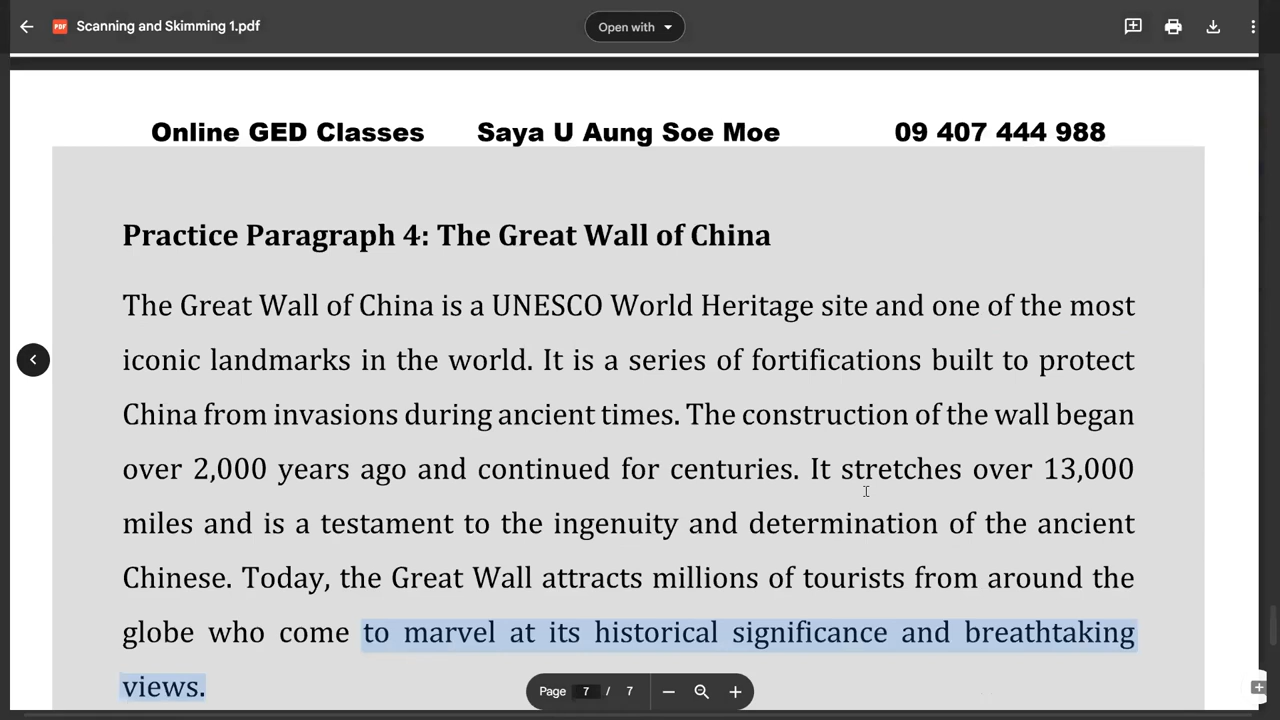 Scanning and Skimming 1.pdf
Open with
Online GED Classes Saya U Aung Soe Moe 09 407 444 988
Practice Paragraph 4: The Great Wall of China
The Great Wall of China is a UNESCO World Heritage site and one of the most
iconic landmarks in the world. It is a series of fortifications built to protect
China from invasions during ancient times. The construction of the wall began
over 2,000 years ago and continued for centuries. It stretches over 13,000
miles and is a testament to the ingenuity and determination of the ancient
Chinese. Today, the Great Wall attracts millions of tourists from around the
globe who come to marvel at its historical significance and breathtaking
views.
Page 7 / 7